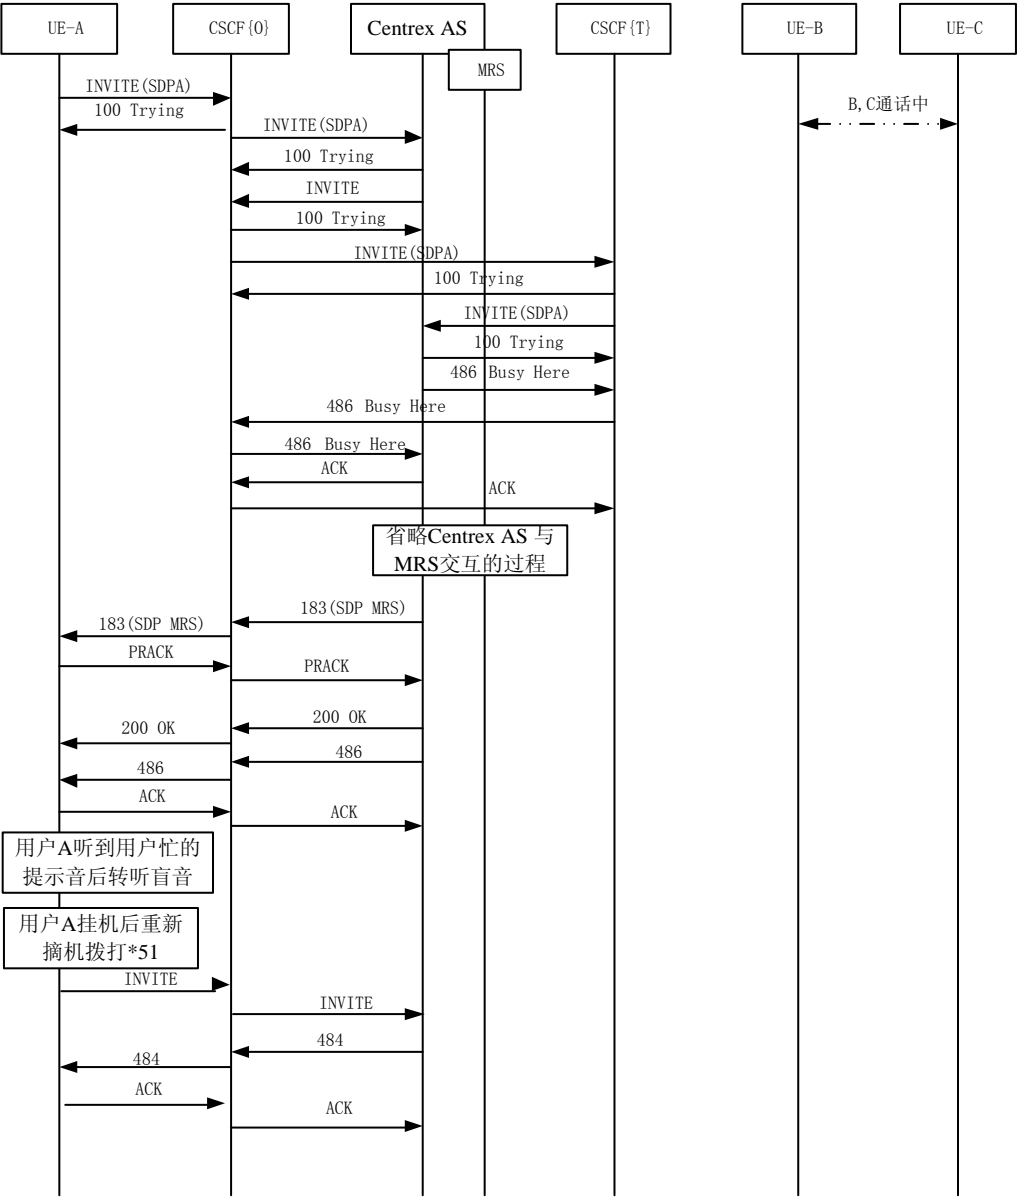 UE-A
CSCF{O}
Centrex AS
MRS
CSCF{T}
UE-B
UE-C
INVITE(SDPA)
100 Trying
B,C通话中
INVITE(SDPA)
100 Trying
INVITE
100 Trying
INVITE(SDPA)
100 Trying
INVITE(SDPA)
100 Trying
486 Busy Here
486 Busy Here
486 Busy Here
ACK
ACK
省略Centrex AS 与
MRS交互的过程
183(SDP MRS)
183(SDP MRS)
PRACK
PRACK
200 OK
200 OK
486
486
ACK
ACK
用户A听到用户忙的
提示音后转听盲音
用户A挂机后重新
摘机拨打*51
INVITE
INVITE
484
484
ACK
ACK